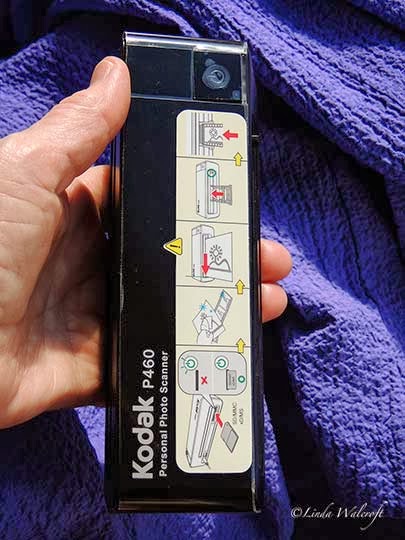 Kodak P460
Personal Photo Scanner
SD/MMC
xD/MS
©Linda Walcroft